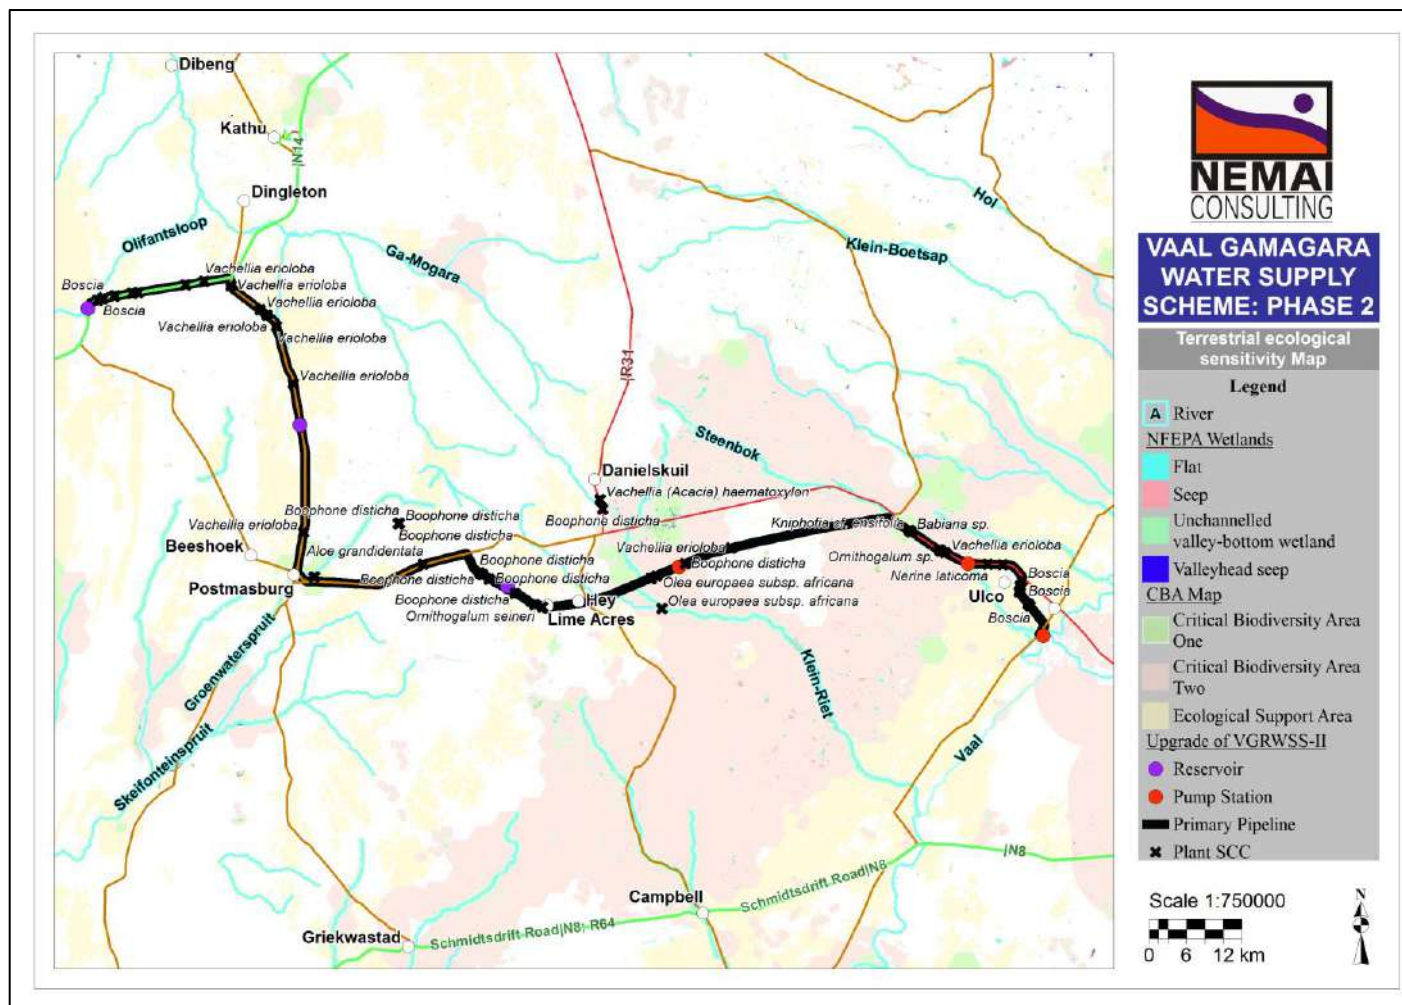 Dibeng
Kathu
|N14|
Dingleton
Olifantsloop
Ga-Mogara
Hol
Klein-Boetsap
Vachellia erioloba
Boscia
Vachellia erioloba
Boscia
Vachellia erioloba
Vachellia erioloba
Vachellia erioloba
Vachellia erioloba
|R31
Steenbok
Danielskuil
Vachellia (Acacia) haematoxylon
Boophone disticha
Boophone disticha
Boophone disticha
Boophone disticha
Vachellia erioloba
Kniphofia cf. ensifolia
Babiana sp.
Beeshoek
Aloe grandidentata
Vachellia erioloba
Vachellia erioloba
Boophone disticha
Boophone disticha
Ornithogalum sp.
Postmasburg
Boophone disticha
Boophone disticha
Olea europaea subsp. africana
Nerine laticoma
Boscia
Ulco
Boscia
Boophone disticha
Hey
Olea europaea subsp. africana
Ornithogalum seineri
Lime Acres
Boscia
Groenwaterspruit
Klein-Riet
Vaal
Skeifonteinspruit
|N8
Campbell
Schmidtsdrift Road|N8
Griekwastad
Schmidtsdrift Road|N8; R64
NEMAI
CONSULTING
VAAL GAMAGARA
WATER SUPPLY
SCHEME: PHASE 2
Terrestrial ecological
sensitivity Map
Legend
A River
NFEPA Wetlands
Flat
Seep
Unchannelled
valley-bottom wetland
Valleyhead seep
CBA Map
Critical Biodiversity Area
One
Critical Biodiversity Area
Two
Ecological Support Area
Upgrade of VGRWSS-II
Reservoir
Pump Station
Primary Pipeline
Plant SCC
Scale 1:750000
N
0 6 12 km